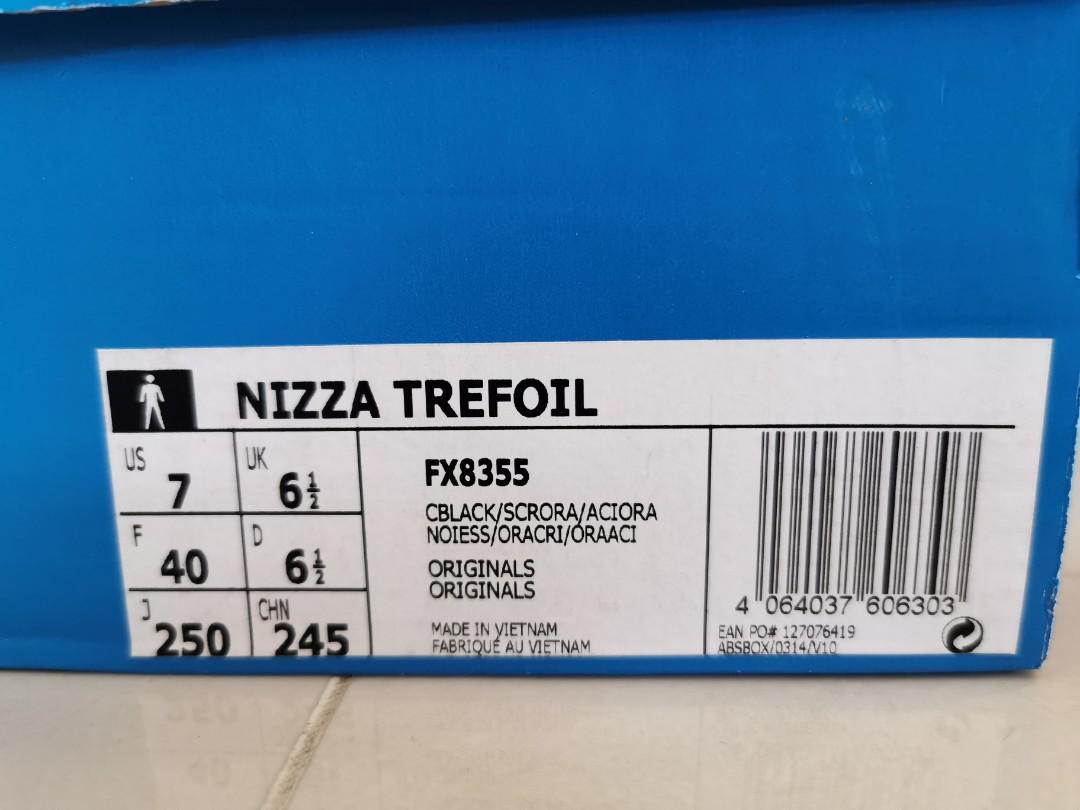 NIZZA TREFOIL
US 7 UK 6½
F 40 D 6½
J 250 CHN 245
FX8355
CBLACK/SCRORA/ACIORA
NOIESS/ORACRI/ORAACI
ORIGINALS
ORIGINALS
MADE IN VIETNAM
FABRIQUÉ AU VIETNAM
4 064037 606303
EAN PO# 127076419
ABSBOX/0314/V10